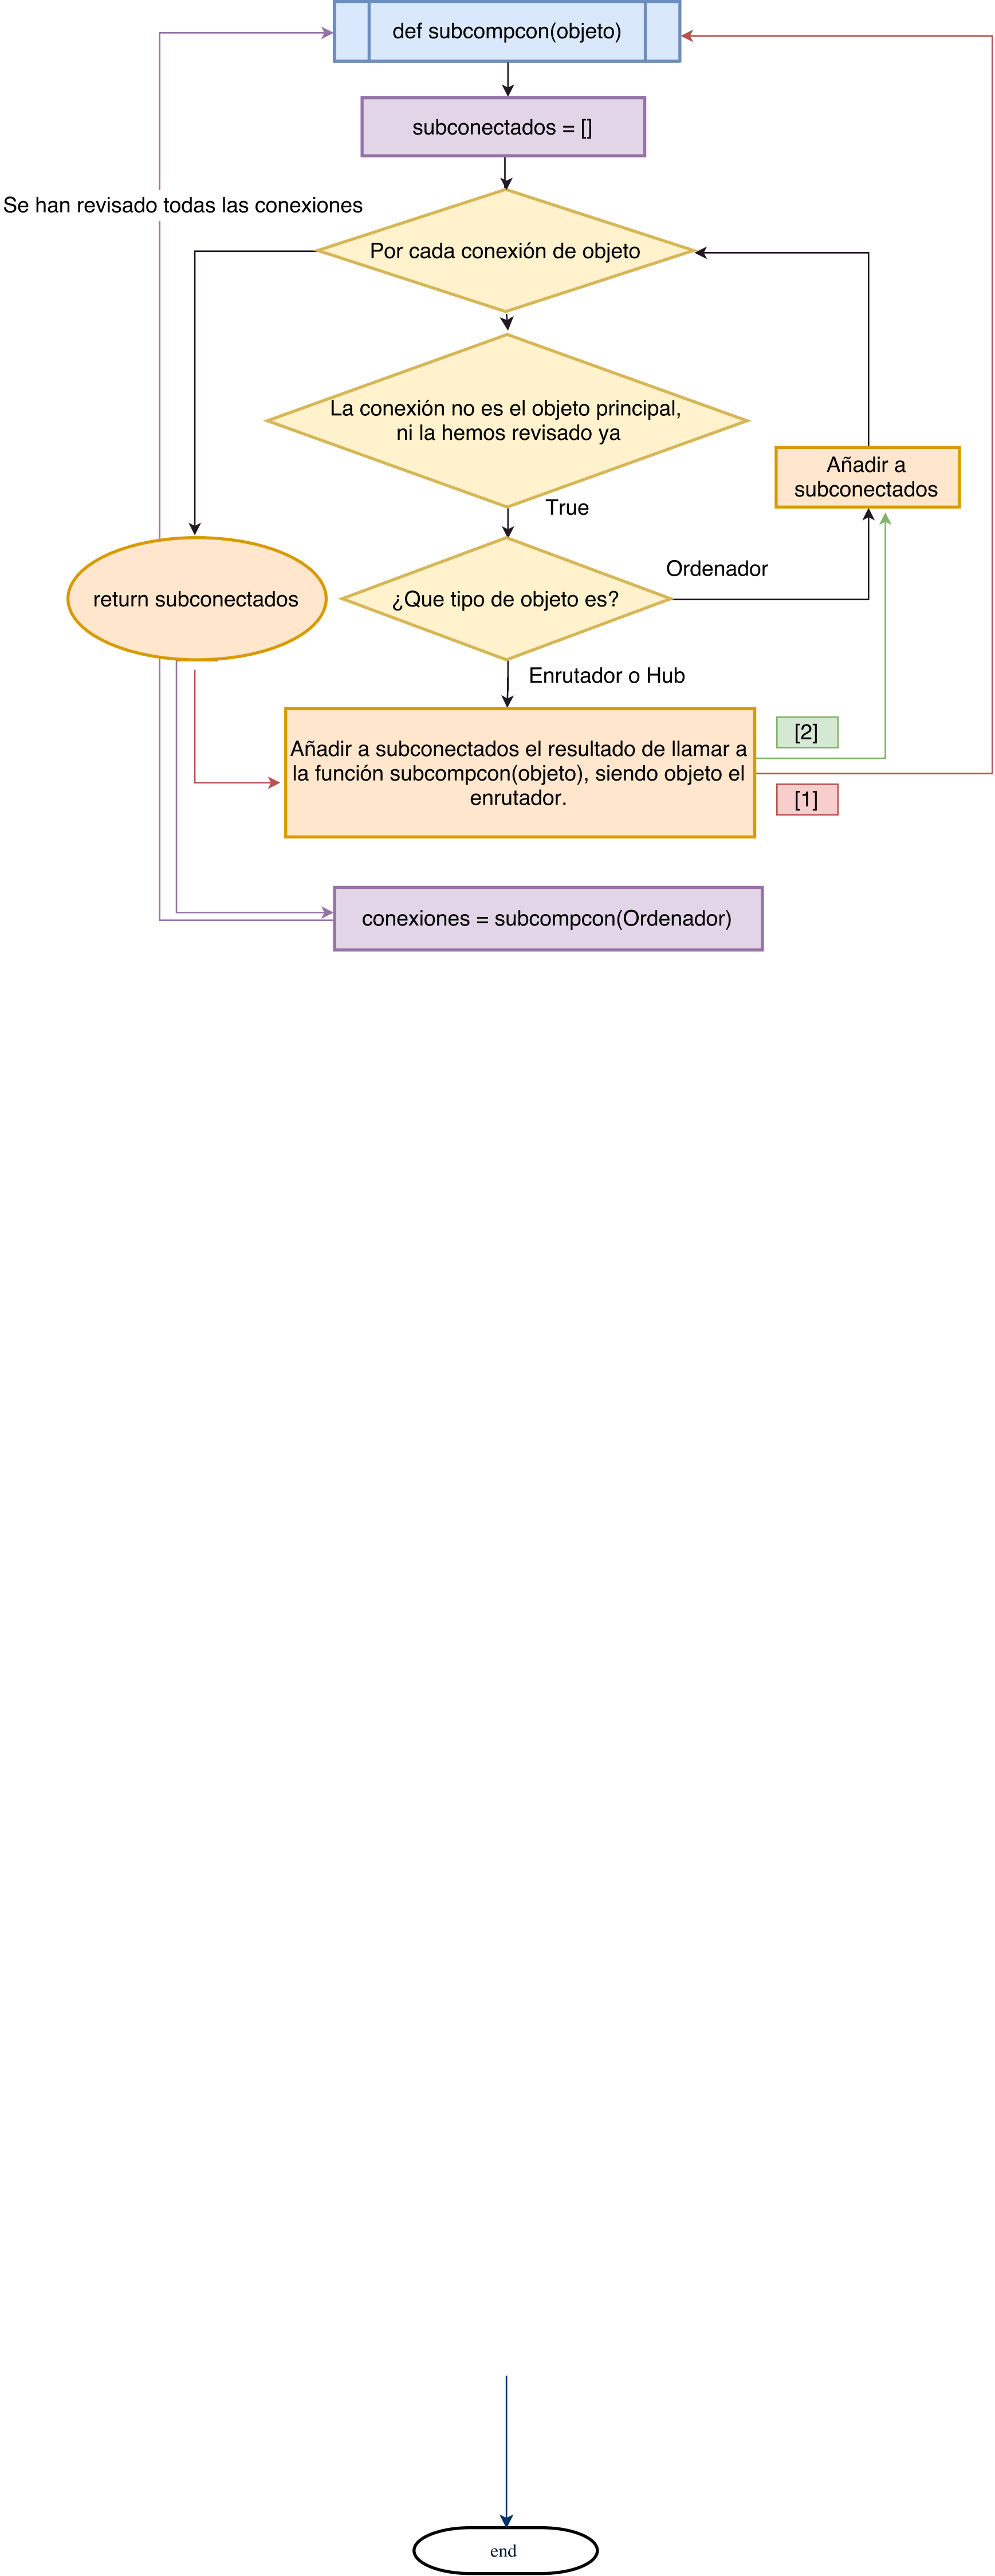 def subcompcon(objeto)
subconectados = []
Se han revisado todas las conexiones
Por cada conexión de objeto
La conexión no es el objeto principal,
ni la hemos revisado ya
Añadir a
subconectados
True
Ordenador
return subconectados
¿Que tipo de objeto es?
Enrutador o Hub
[2]
Añadir a subconectados el resultado de llamar a
la función subcompcon(objeto), siendo objeto el
enrutador.
[1]
conexiones = subcompcon(Ordenador)
end